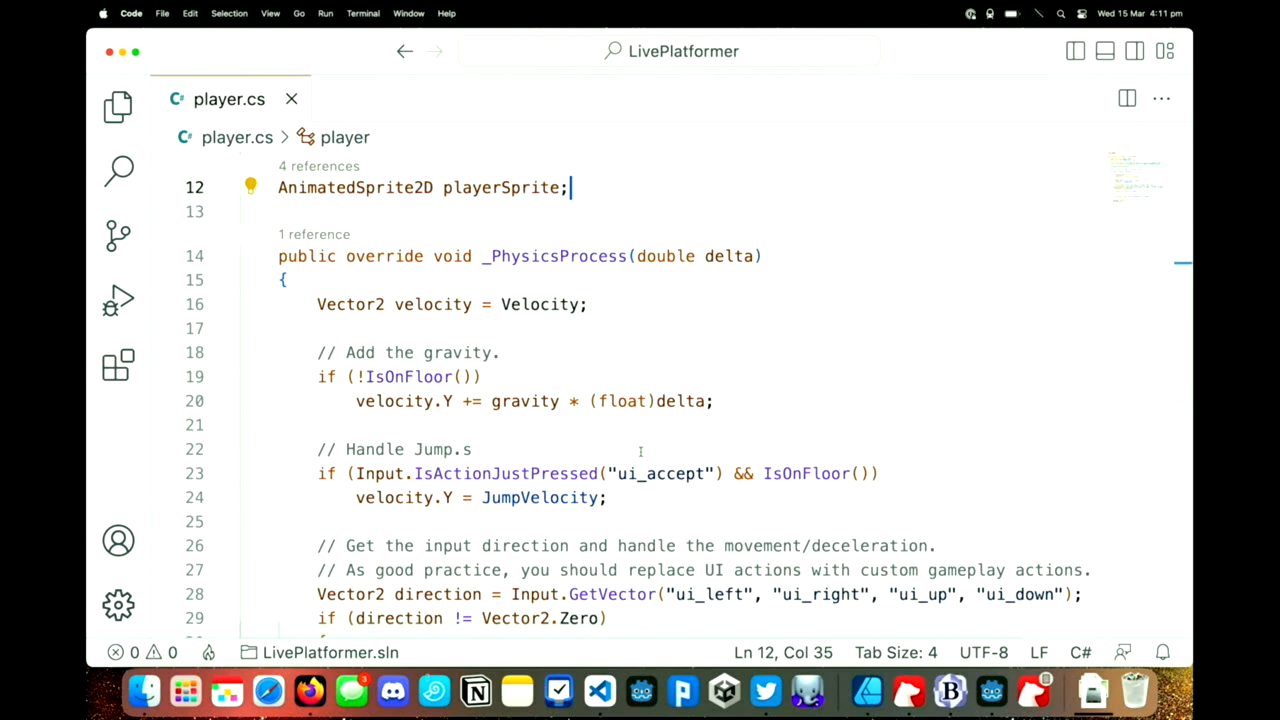 Code File Edit Selection View Go Run Terminal Window Help Wed 15 Mar 4:11 pm
LivePlatformer
player.cs
player.cs > player
4 references
12 AnimatedSprite2D playerSprite;
13
1 reference
14 public override void _PhysicsProcess(double delta)
15 {
16 Vector2 velocity = Velocity;
17
18 // Add the gravity.
19 if (!IsOnFloor())
20 velocity.Y += gravity * (float)delta;
21
22 // Handle Jump.s
23 if (Input.IsActionJustPressed("ui_accept") && IsOnFloor())
24 velocity.Y = JumpVelocity;
25
26 // Get the input direction and handle the movement/deceleration.
27 // As good practice, you should replace UI actions with custom gameplay actions.
28 Vector2 direction = Input.GetVector("ui_left", "ui_right", "ui_up", "ui_down");
29 if (direction != Vector2.Zero)
0 0 LivePlatformer.sln Ln 12, Col 35 Tab Size: 4 UTF-8 LF C#
3